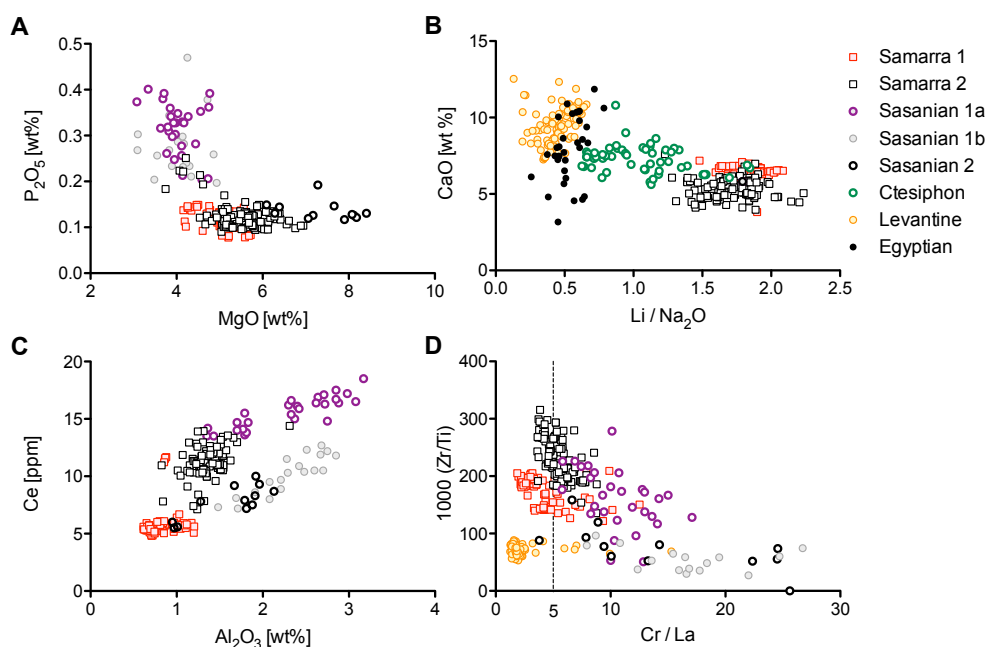 A
P₂O₅ [wt%]
0.5
0.4
0.3
0.2
0.1
0.0
2 4 6 8 10
MgO [wt%]
B
CaO [wt %]
15
10
5
0
0.0 0.5 1.0 1.5 2.0 2.5
Li / Na₂O
Samarra 1
Samarra 2
Sasanian 1a
Sasanian 1b
Sasanian 2
Ctesiphon
Levantine
Egyptian
C
Ce [ppm]
20
15
10
5
0
0 1 2 3 4
Al₂O₃ [wt%]
D
1000 (Zr/Ti)
400
300
200
100
0
0 5 10 20 30
Cr / La